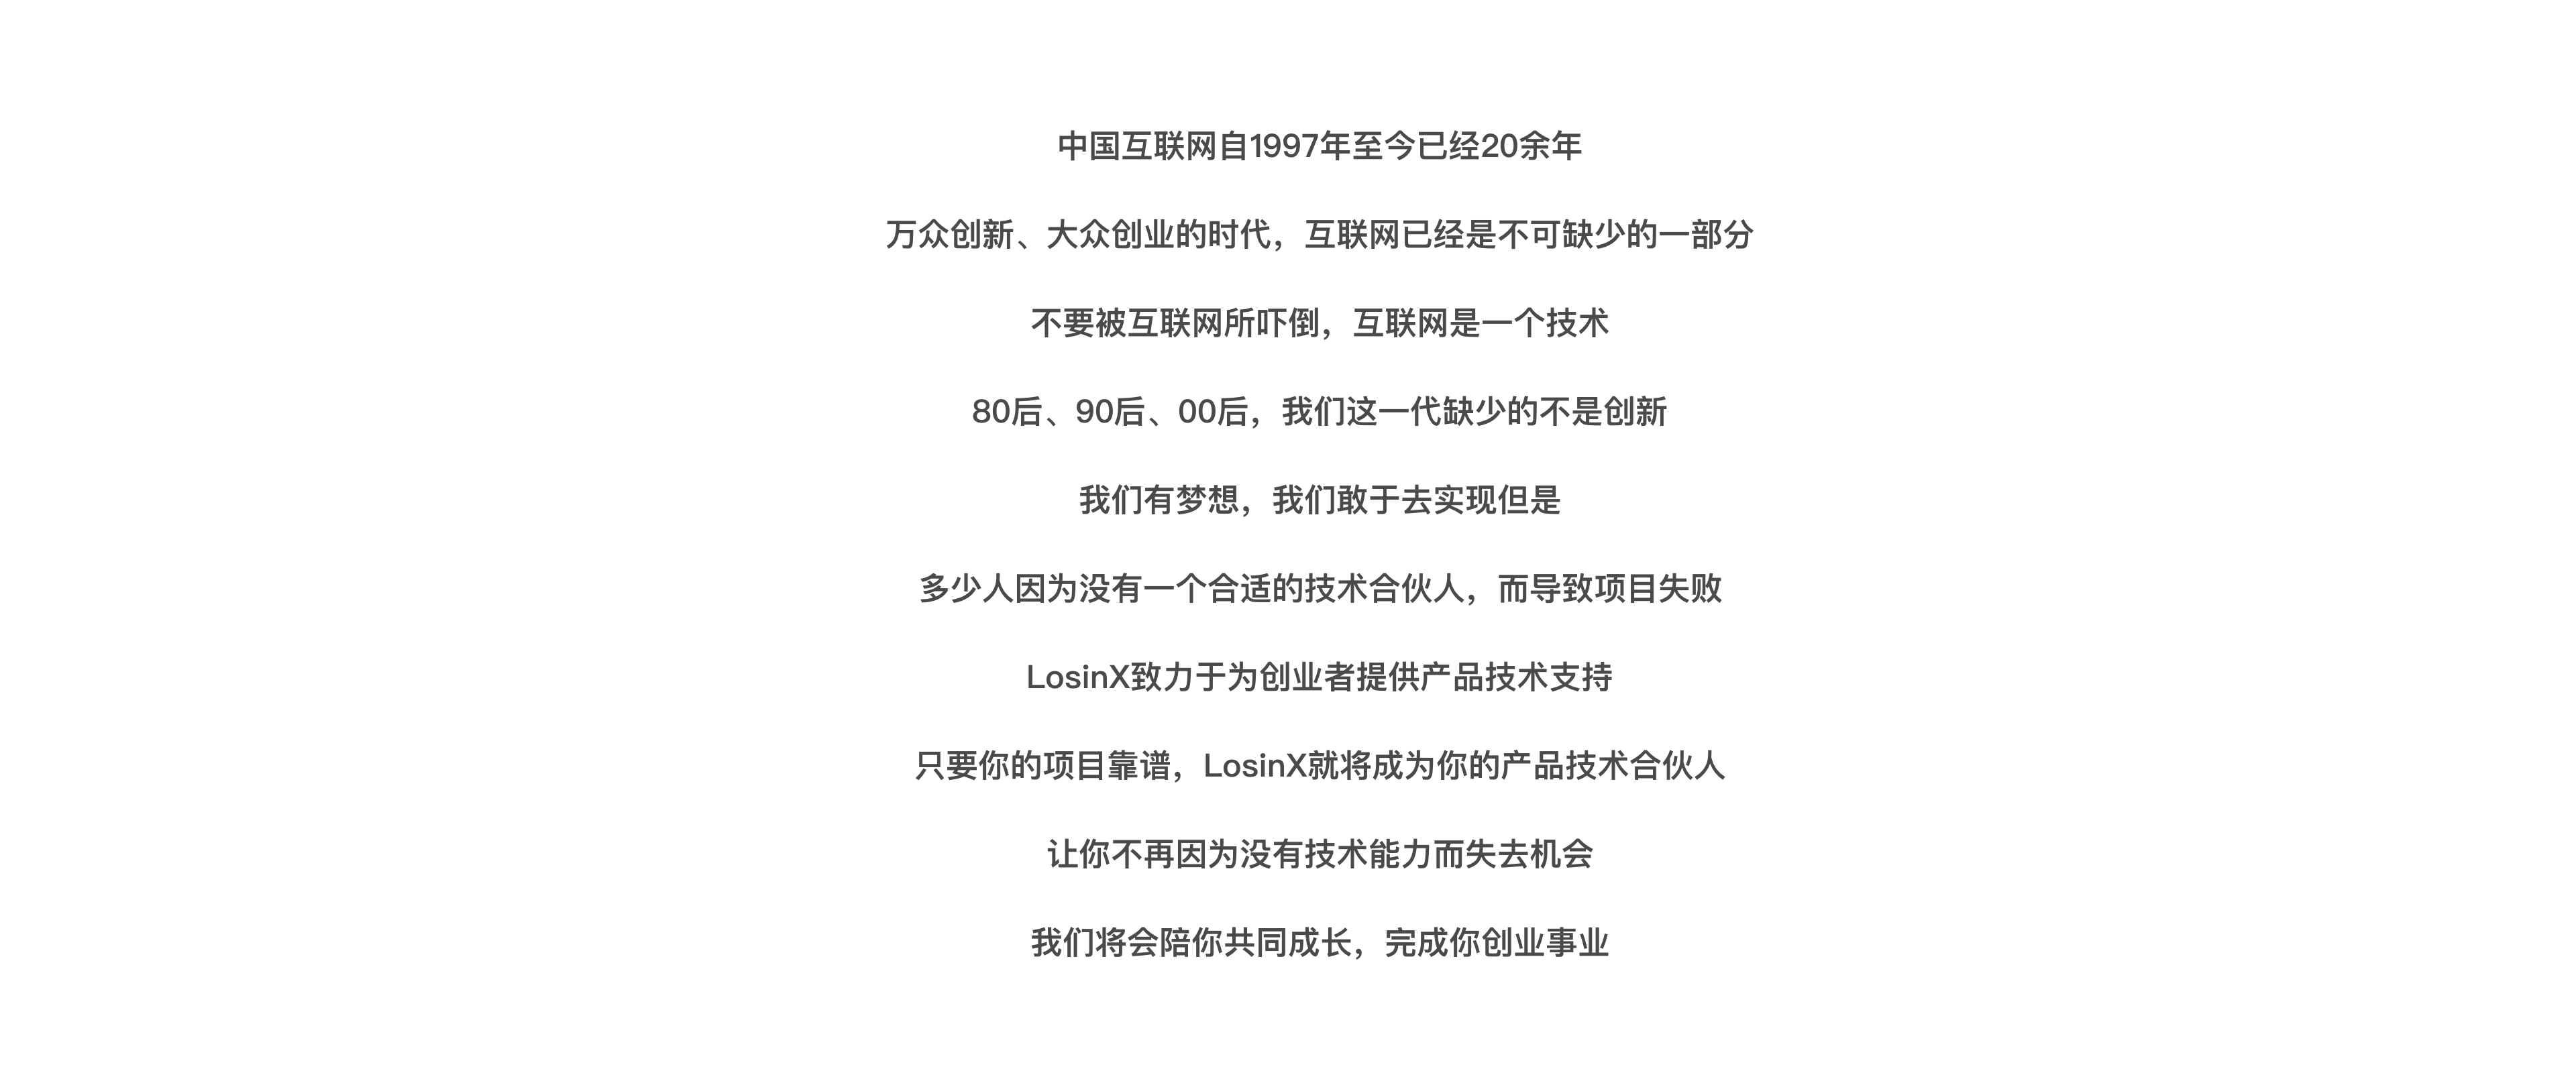 中国互联网自1997年至今已经20余年
万众创新、大众创业的时代，互联网已经是不可缺少的一部分
不要被互联网所吓倒，互联网是一个技术
80后、90后、00后，我们这一代缺少的不是创新
我们有梦想，我们敢于去实现但是
多少人因为没有一个合适的技术合伙人，而导致项目失败
LosinX致力于为创业者提供产品技术支持
只要你的项目靠谱，LosinX就将成为你的产品技术合伙人
让你不再因为没有技术能力而失去机会
我们将会陪你共同成长，完成你创业事业